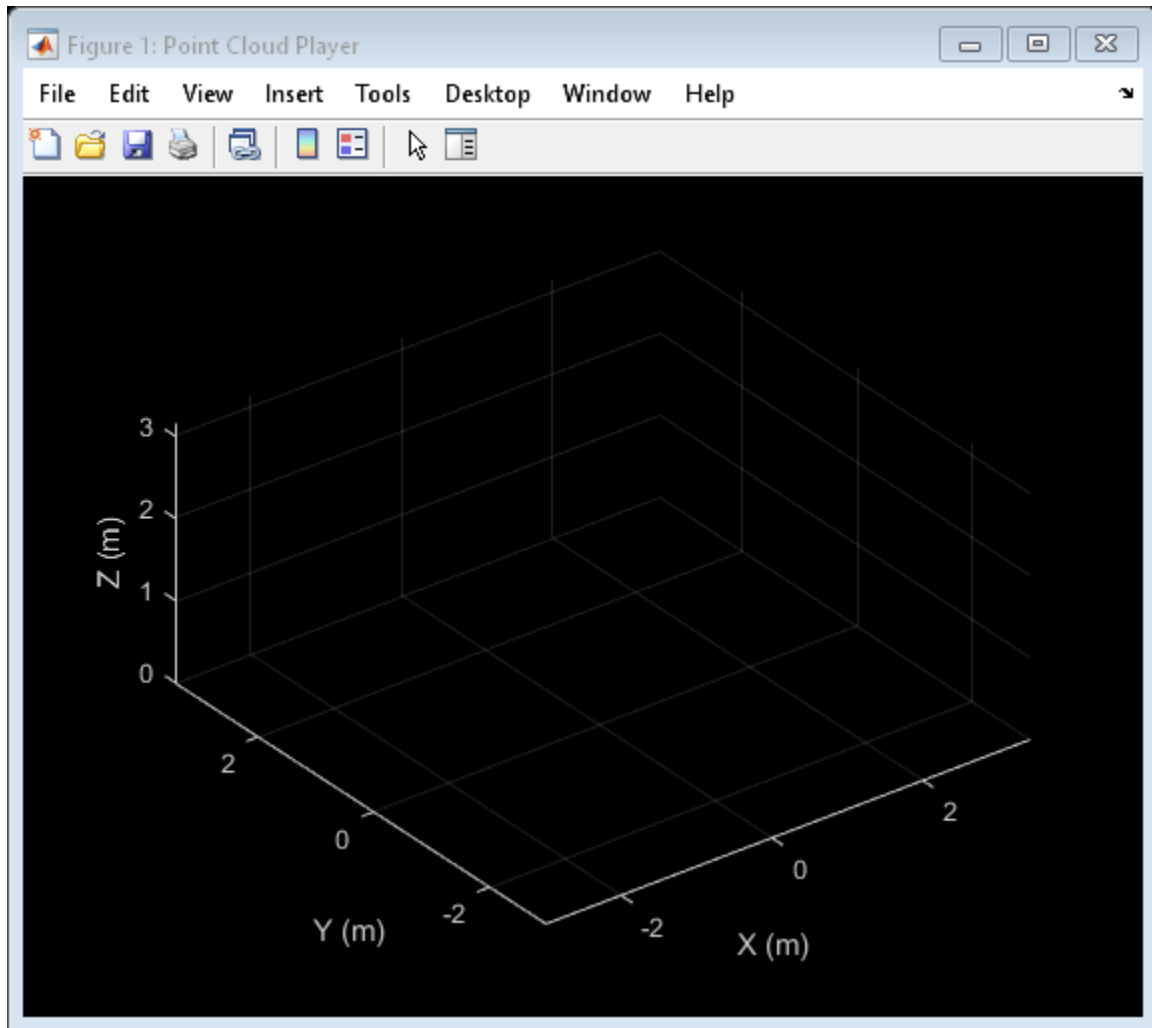 Figure 1: Point Cloud Player
File Edit View Insert Tools Desktop Window Help
3
2
1
0
Z (m)
2
0
-2
Y (m)
-2
0
2
X (m)